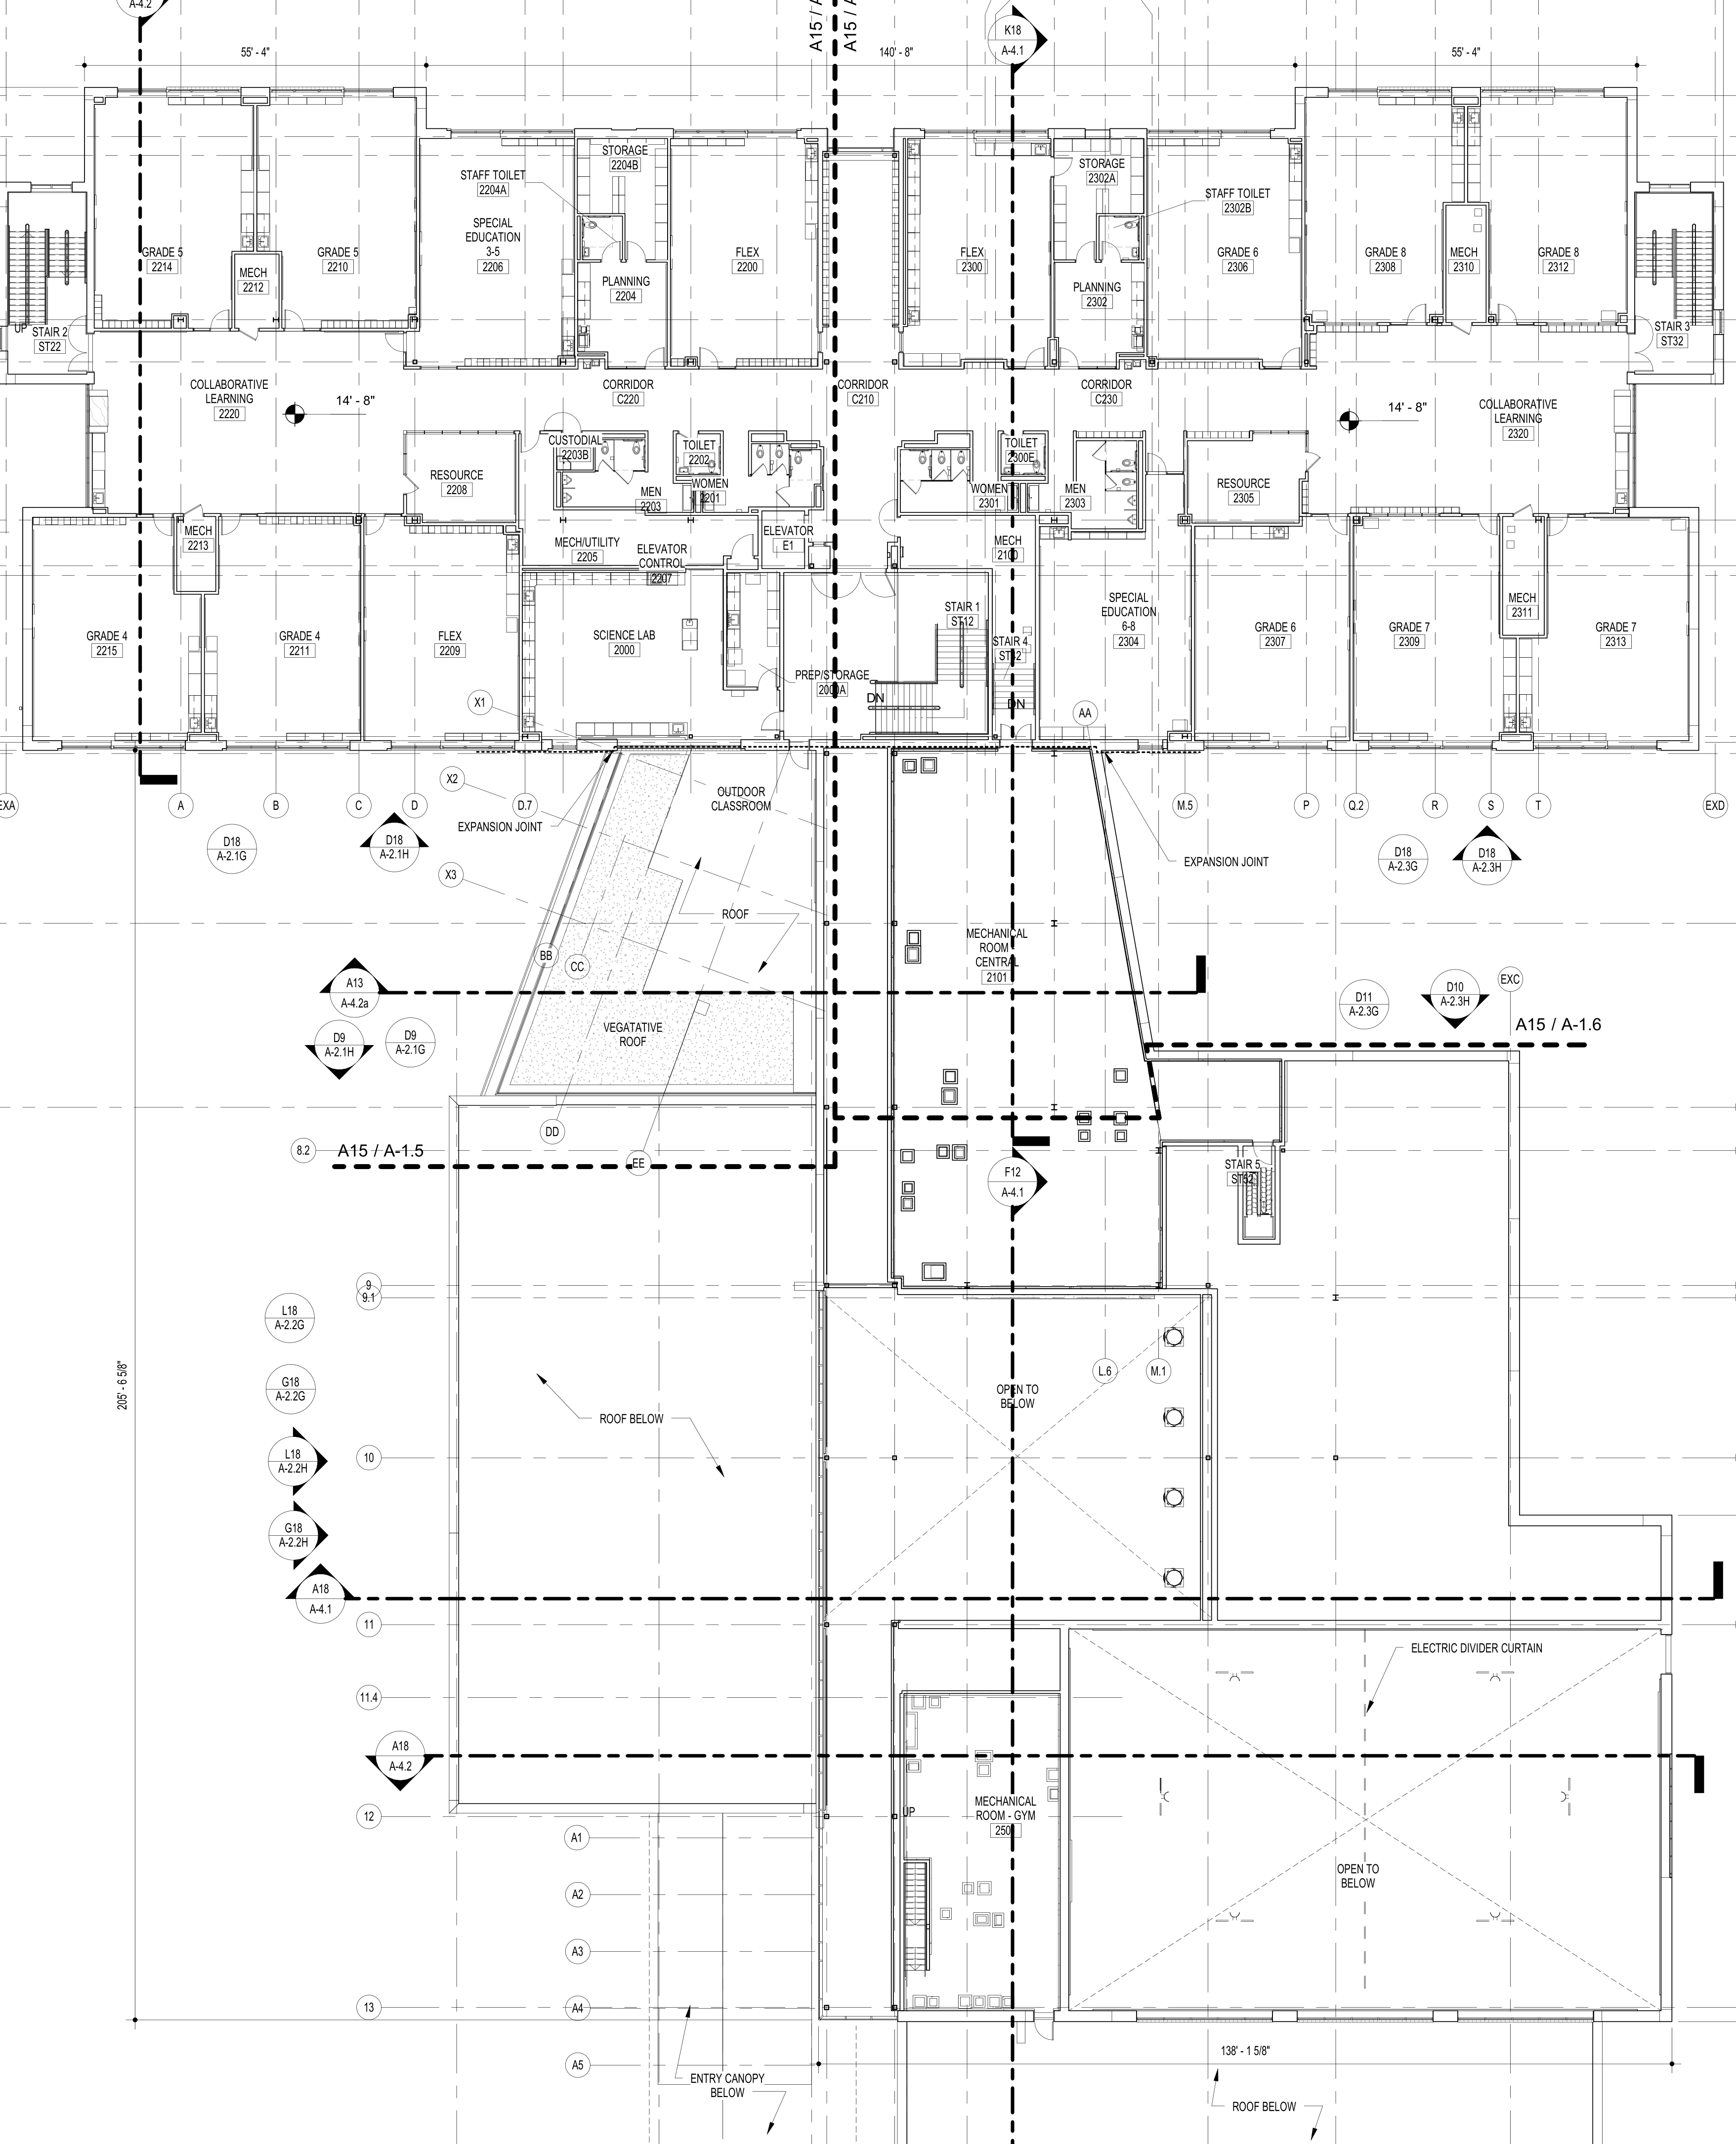 A-4.2
A15 /
A15 /
K18
A-4.1
55' - 4"
140' - 8"
55' - 4"
STORAGE
2204B
STAFF TOILET
2204A
STORAGE
2302A
STAFF TOILET
2302B
GRADE 5
2214
MECH
2212
GRADE 5
2210
SPECIAL
EDUCATION
3-5
2206
PLANNING
2204
FLEX
2200
FLEX
2300
PLANNING
2302
GRADE 6
2306
GRADE 8
2308
MECH
2310
GRADE 8
2312
UP
STAIR 2
ST22
STAIR 3
ST32
COLLABORATIVE
LEARNING
2220
14' - 8"
CORRIDOR
C220
CORRIDOR
C210
CORRIDOR
C230
14' - 8"
COLLABORATIVE
LEARNING
2320
RESOURCE
2208
CUSTODIAL
2203B
TOILET
2202
TOILET
2300E
MEN
2203
WOMEN
2201
WOMEN
2301
MEN
2303
RESOURCE
2305
MECH
2213
MECH/UTILITY
2205
ELEVATOR
CONTROL
2207
ELEVATOR
E1
MECH
2100
GRADE 4
2215
GRADE 4
2211
FLEX
2209
SCIENCE LAB
2000
PREP/STORAGE
2000A
STAIR 1
ST12
DN
STAIR 4
DN
SPECIAL
EDUCATION
6-8
2304
GRADE 6
2307
GRADE 7
2309
MECH
2311
GRADE 7
2313
X1
AA
EXA
A
B
C
D
D.7
M.5
P
Q.2
R
S
T
EXD
X2
OUTDOOR
CLASSROOM
EXPANSION JOINT
EXPANSION JOINT
D18
A-2.1G
D18
A-2.1H
D18
A-2.3G
D18
A-2.3H
X3
ROOF
BB
CC
MECHANICAL
ROOM -
CENTRAL
2101
A13
A-4.2a
EXC
D11
A-2.3G
D10
A-2.3H
A15 / A-1.6
D9
A-2.1H
D9
A-2.1G
VEGATATIVE
ROOF
DD
EE
8.2
A15 / A-1.5
F12
A-4.1
STAIR 5
ST52
9
9.1
L18
A-2.2G
G18
A-2.2G
205' - 6 5/8"
L.6
M.1
OPEN TO
BELOW
ROOF BELOW
L18
A-2.2H
10
G18
A-2.2H
A18
A-4.1
11
ELECTRIC DIVIDER CURTAIN
11.4
A18
A-4.2
MECHANICAL
ROOM - GYM
UP
12
A1
OPEN TO
BELOW
A2
A3
13
A4
138' - 1 5/8"
A5
ENTRY CANOPY
BELOW
ROOF BELOW